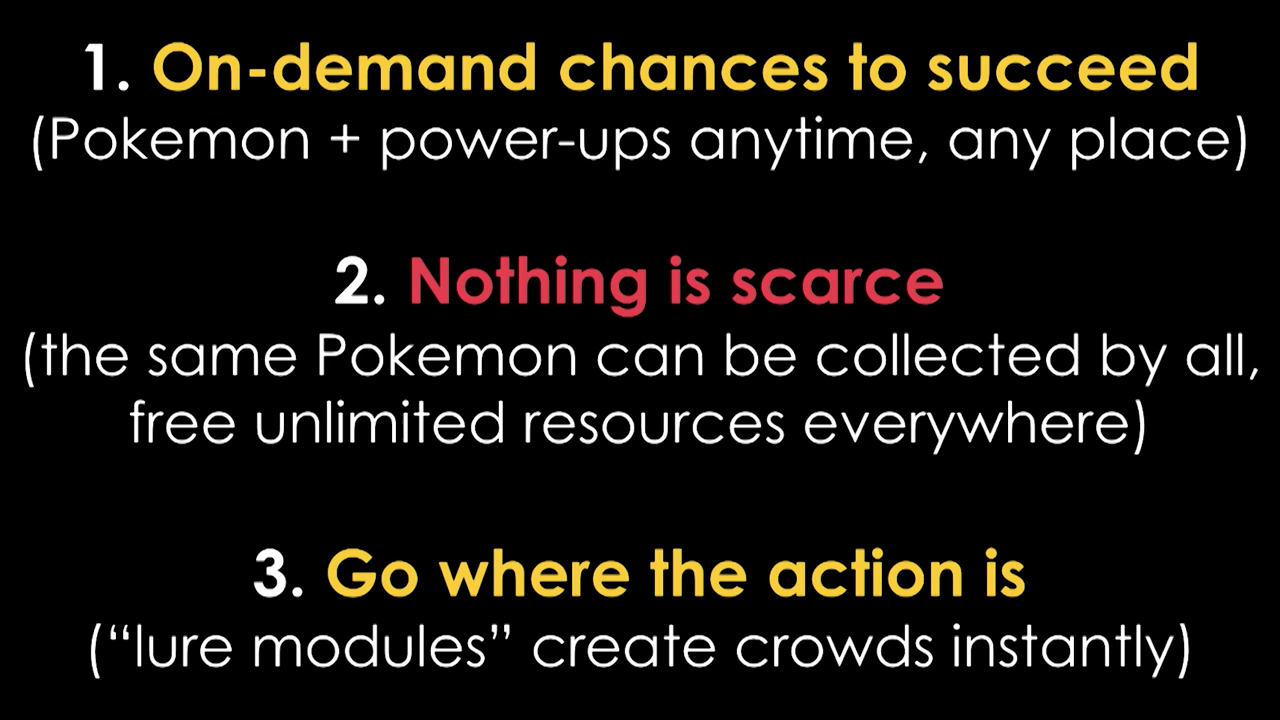 1. On-demand chances to succeed
(Pokemon + power-ups anytime, any place)
2. Nothing is scarce
(the same Pokemon can be collected by all,
free unlimited resources everywhere)
3. Go where the action is
(“lure modules” create crowds instantly)